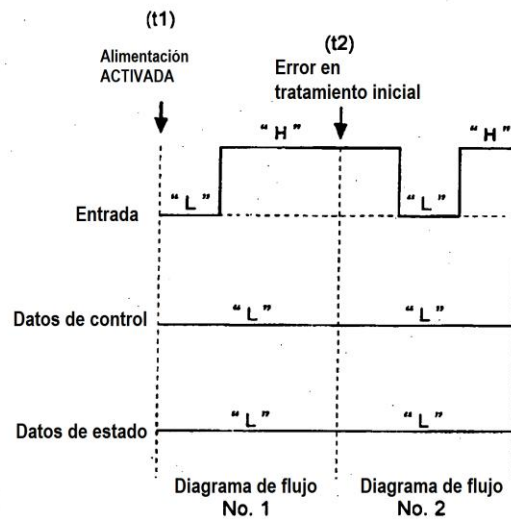 (t1)
(t2)
Alimentación
ACTIVADA
Error en
tratamiento inicial
“ H ”
“ H ”
“ L ”
“ L ”
Entrada
“ L ”
“ L ”
Datos de control
“ L ”
“ L ”
Datos de estado
Diagrama de flujo
No. 1
Diagrama de flujo
No. 2